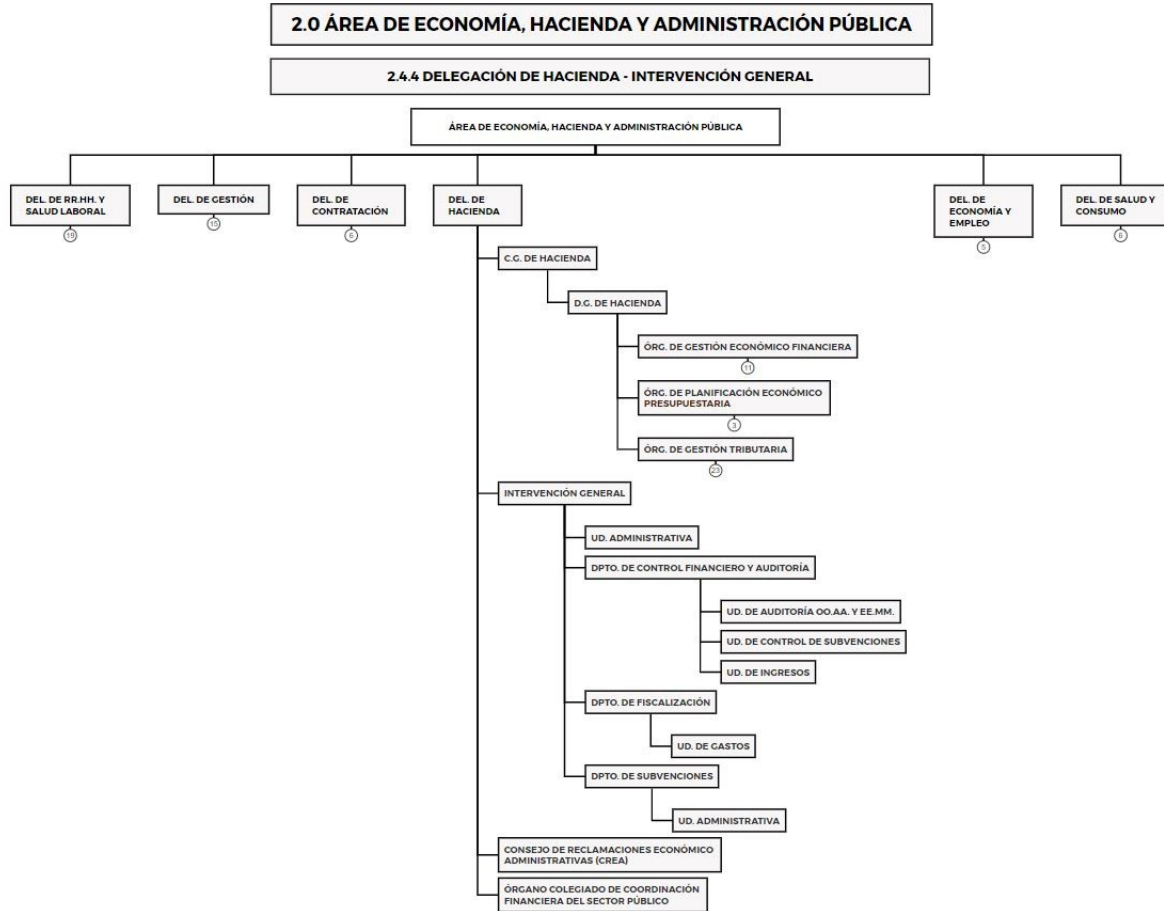 2.0 ÁREA DE ECONOMÍA, HACIENDA Y ADMINISTRACIÓN PÚBLICA
2.4.4 DELEGACIÓN DE HACIENDA - INTERVENCIÓN GENERAL
ÁREA DE ECONOMÍA, HACIENDA Y ADMINISTRACIÓN PÚBLICA
DEL. DE RR.HH. Y
SALUD LABORAL
19
DEL. DE GESTIÓN
15
DEL. DE
CONTRATACIÓN
6
DEL. DE
HACIENDA
DEL. DE
ECONOMÍA Y
EMPLEO
5
DEL. DE SALUD Y
CONSUMO
6
C.G. DE HACIENDA
D.G. DE HACIENDA
ÓRG. DE GESTIÓN ECONÓMICO FINANCIERA
11
ÓRG. DE PLANIFICACIÓN ECONÓMICO
PRESUPUESTARIA
3
ÓRG. DE GESTIÓN TRIBUTARIA
23
INTERVENCIÓN GENERAL
UD. ADMINISTRATIVA
DPTO. DE CONTROL FINANCIERO Y AUDITORÍA
UD. DE AUDITORÍA OO.AA. Y EE.MM.
UD. DE CONTROL DE SUBVENCIONES
UD. DE INGRESOS
DPTO. DE FISCALIZACIÓN
UD. DE GASTOS
DPTO. DE SUBVENCIONES
UD. ADMINISTRATIVA
CONSEJO DE RECLAMACIONES ECONÓMICO
ADMINISTRATIVAS (CREA)
ÓRGANO COLEGIADO DE COORDINACIÓN
FINANCIERA DEL SECTOR PÚBLICO